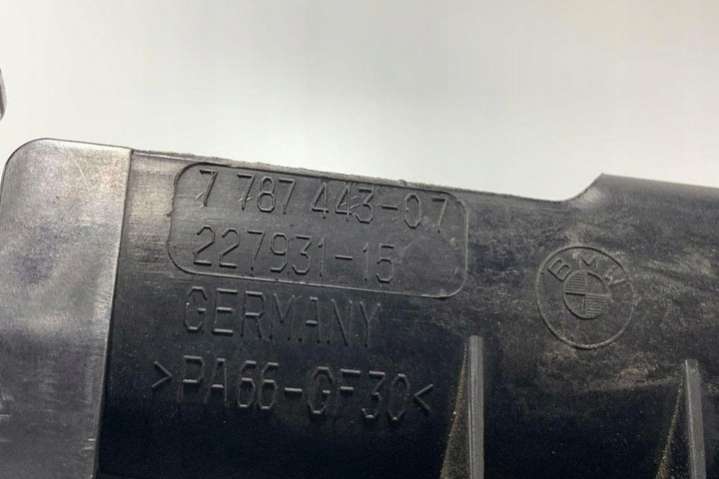 7 787 443-07
227931-15
GERMANY
>PA66-GF30<
BMW